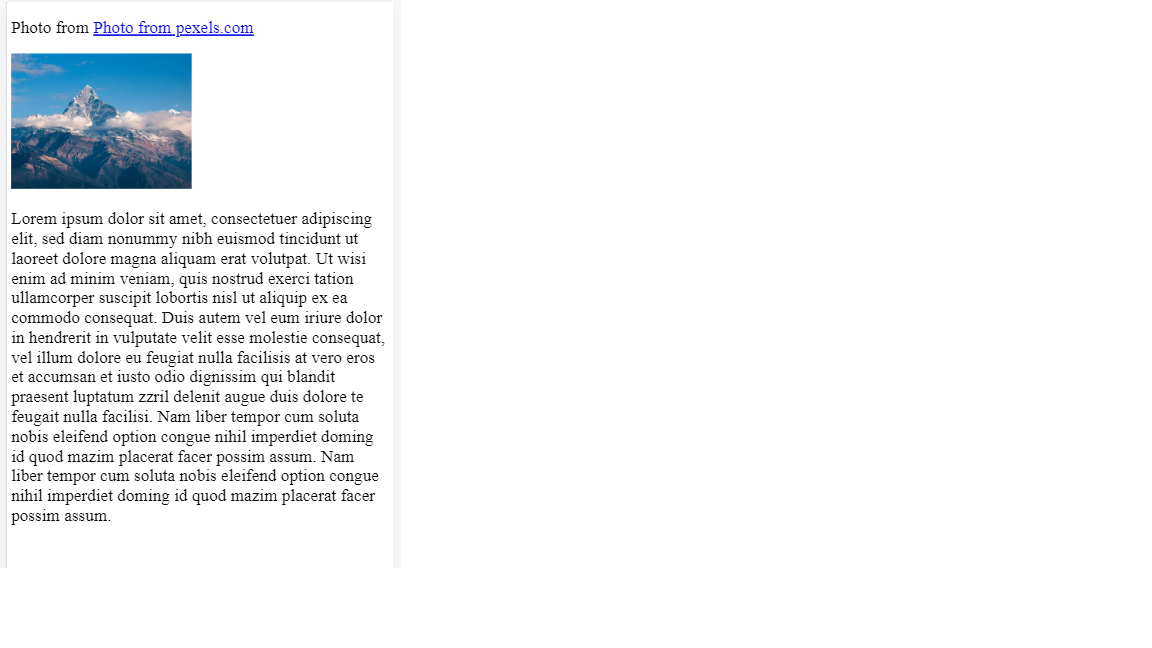 Photo from Photo from pexels.com
Lorem ipsum dolor sit amet, consectetuer adipiscing
elit, sed diam nonummy nibh euismod tincidunt ut
laoreet dolore magna aliquam erat volutpat. Ut wisi
enim ad minim veniam, quis nostrud exerci tation
ullamcorper suscipit lobortis nisl ut aliquip ex ea
commodo consequat. Duis autem vel eum iriure dolor
in hendrerit in vulputate velit esse molestie consequat,
vel illum dolore eu feugiat nulla facilisis at vero eros
et accumsan et iusto odio dignissim qui blandit
praesent luptatum zzril delenit augue duis dolore te
feugait nulla facilisi. Nam liber tempor cum soluta
nobis eleifend option congue nihil imperdiet doming
id quod mazim placerat facer possim assum. Nam
liber tempor cum soluta nobis eleifend option congue
nihil imperdiet doming id quod mazim placerat facer
possim assum.